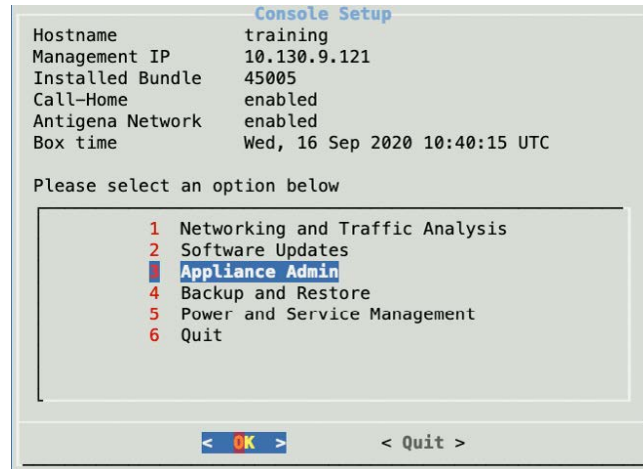 Console Setup
Hostname training
Management IP 10.130.9.121
Installed Bundle 45005
Call-Home enabled
Antigena Network enabled
Box time Wed, 16 Sep 2020 10:40:15 UTC
Please select an option below
1 Networking and Traffic Analysis
2 Software Updates
3 Appliance Admin
4 Backup and Restore
5 Power and Service Management
6 Quit
< OK > < Quit >